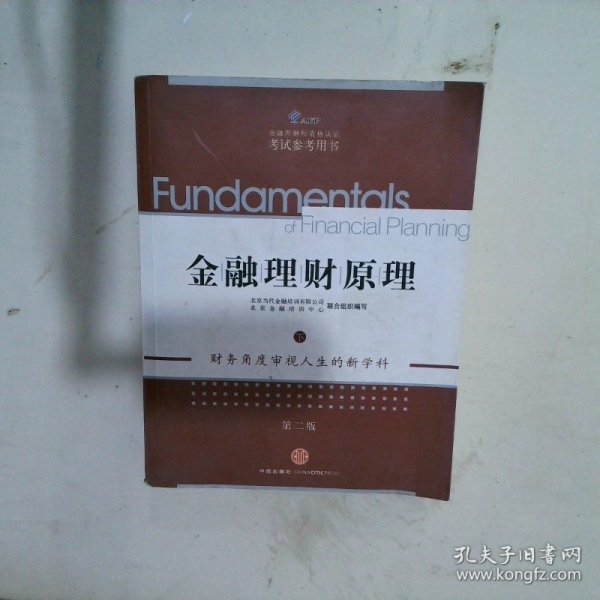 AFP
金融理财师资格认证
考试参考用书
Fundamentals
of Financial Planning
金融理财原理
北京当代金融培训有限公司
北京金融培训中心
联合组织编写
下
财务角度审视人生的新学科
第二版
中信出版社·CHINACITICPRESS
孔夫子旧书网
www.kongfz.com